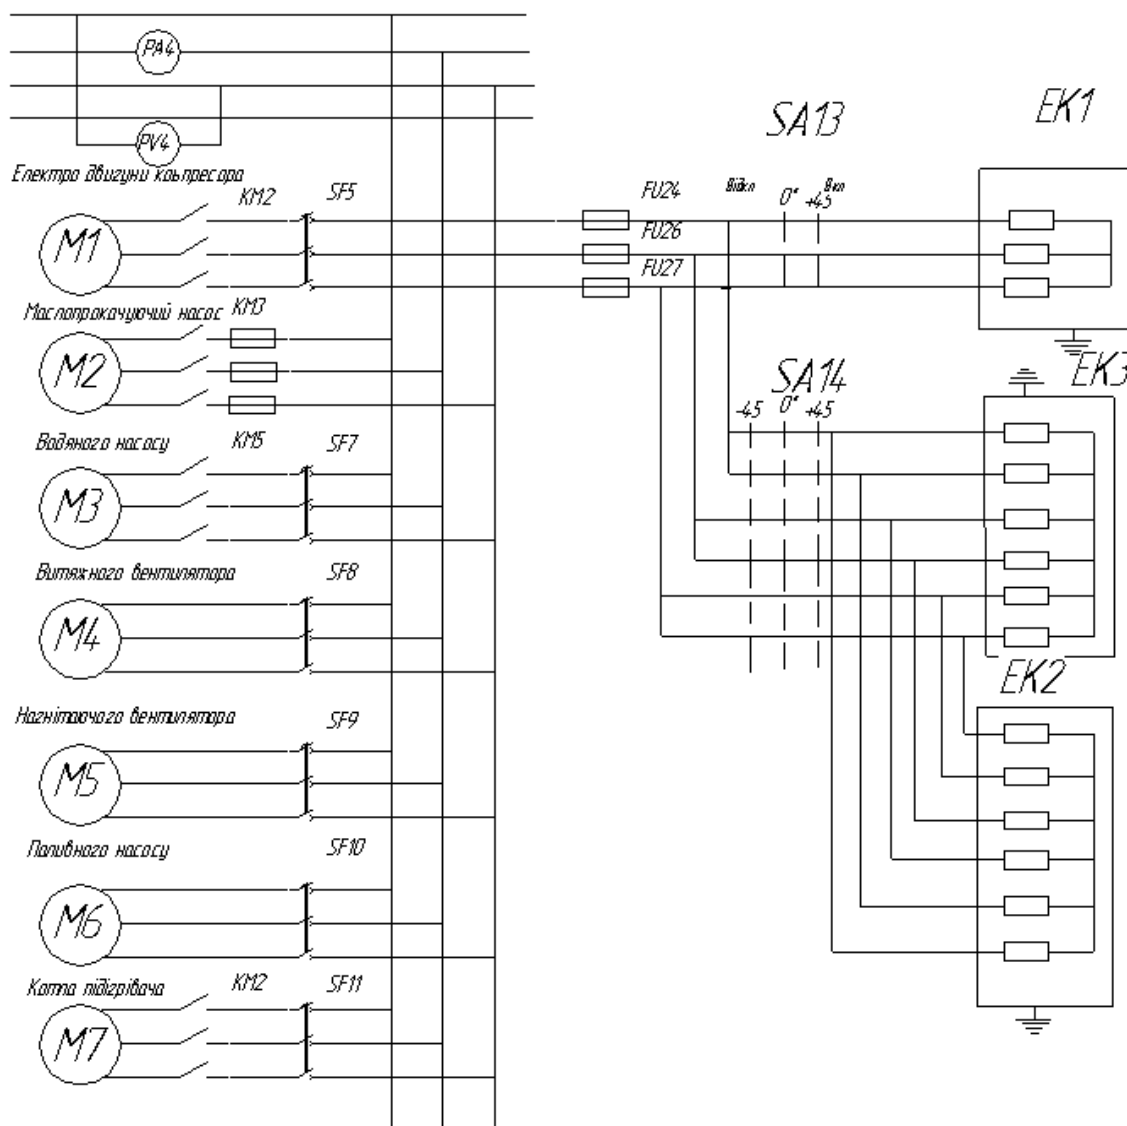 PA4
PV4
SA13
EK1
Електро двигуни коьпресора
KM2
SF5
FU24
Відкл
0°
+45
Вкл
M1
FU26
FU27
Маслопрокачуючий насос
KM3
M2
SA14
EK3
-45
0°
+45
Водяного насосу
KM5
SF7
M3
Витяжного вентилятора
SF8
M4
EK2
Нагнітаючого вентилятора
SF9
M5
Паливного насосу
SF10
M6
Котла підігрівача
KM2
SF11
M7